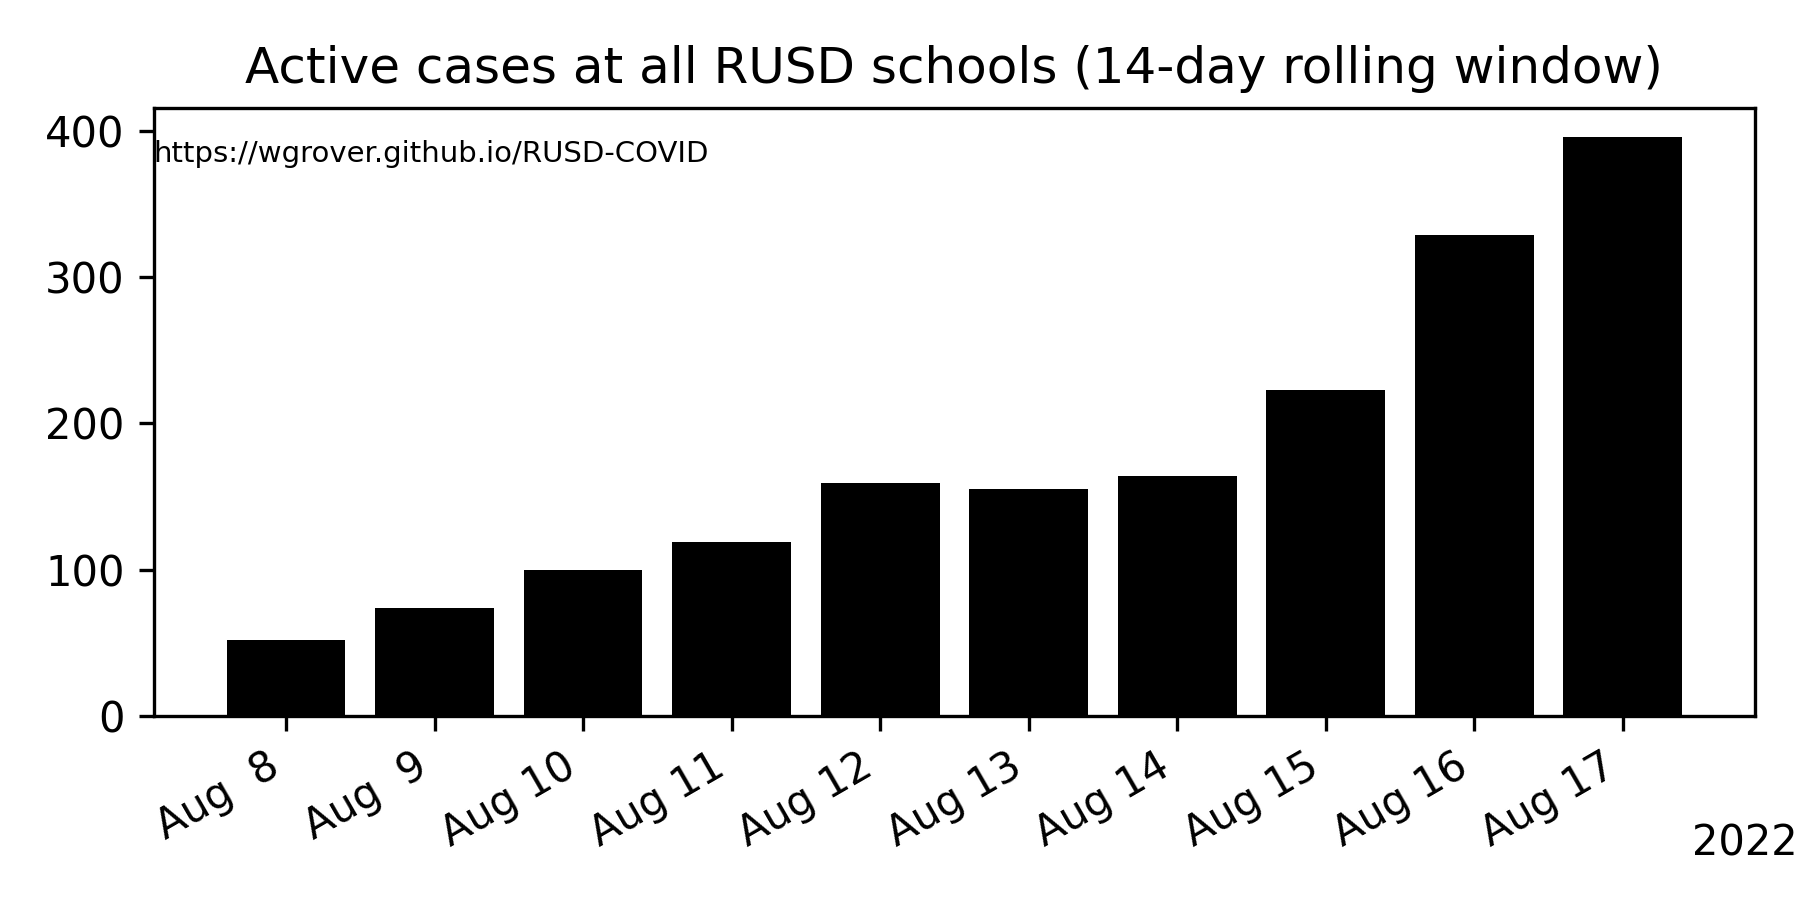 Active cases at all RUSD schools (14-day rolling window)
400
https://wgrover.github.io/RUSD-COVID
300
200
100
0
Aug 8
Aug 9
Aug 10
Aug 11
Aug 12
Aug 13
Aug 14
Aug 15
Aug 16
Aug 17
2022